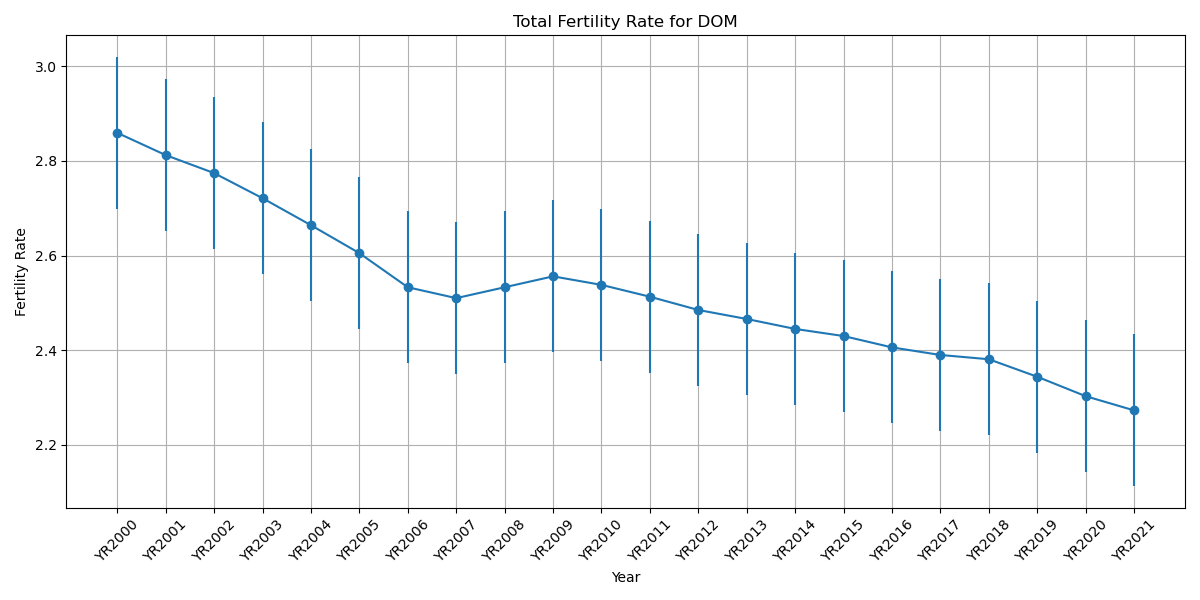 Total Fertility Rate for DOM
Fertility Rate
3.0
2.8
2.6
2.4
2.2
YR2000
YR2001
YR2002
YR2003
YR2004
YR2005
YR2006
YR2007
YR2008
YR2009
YR2010
YR2011
YR2012
YR2013
YR2014
YR2015
YR2016
YR2017
YR2018
YR2019
YR2020
YR2021
Year